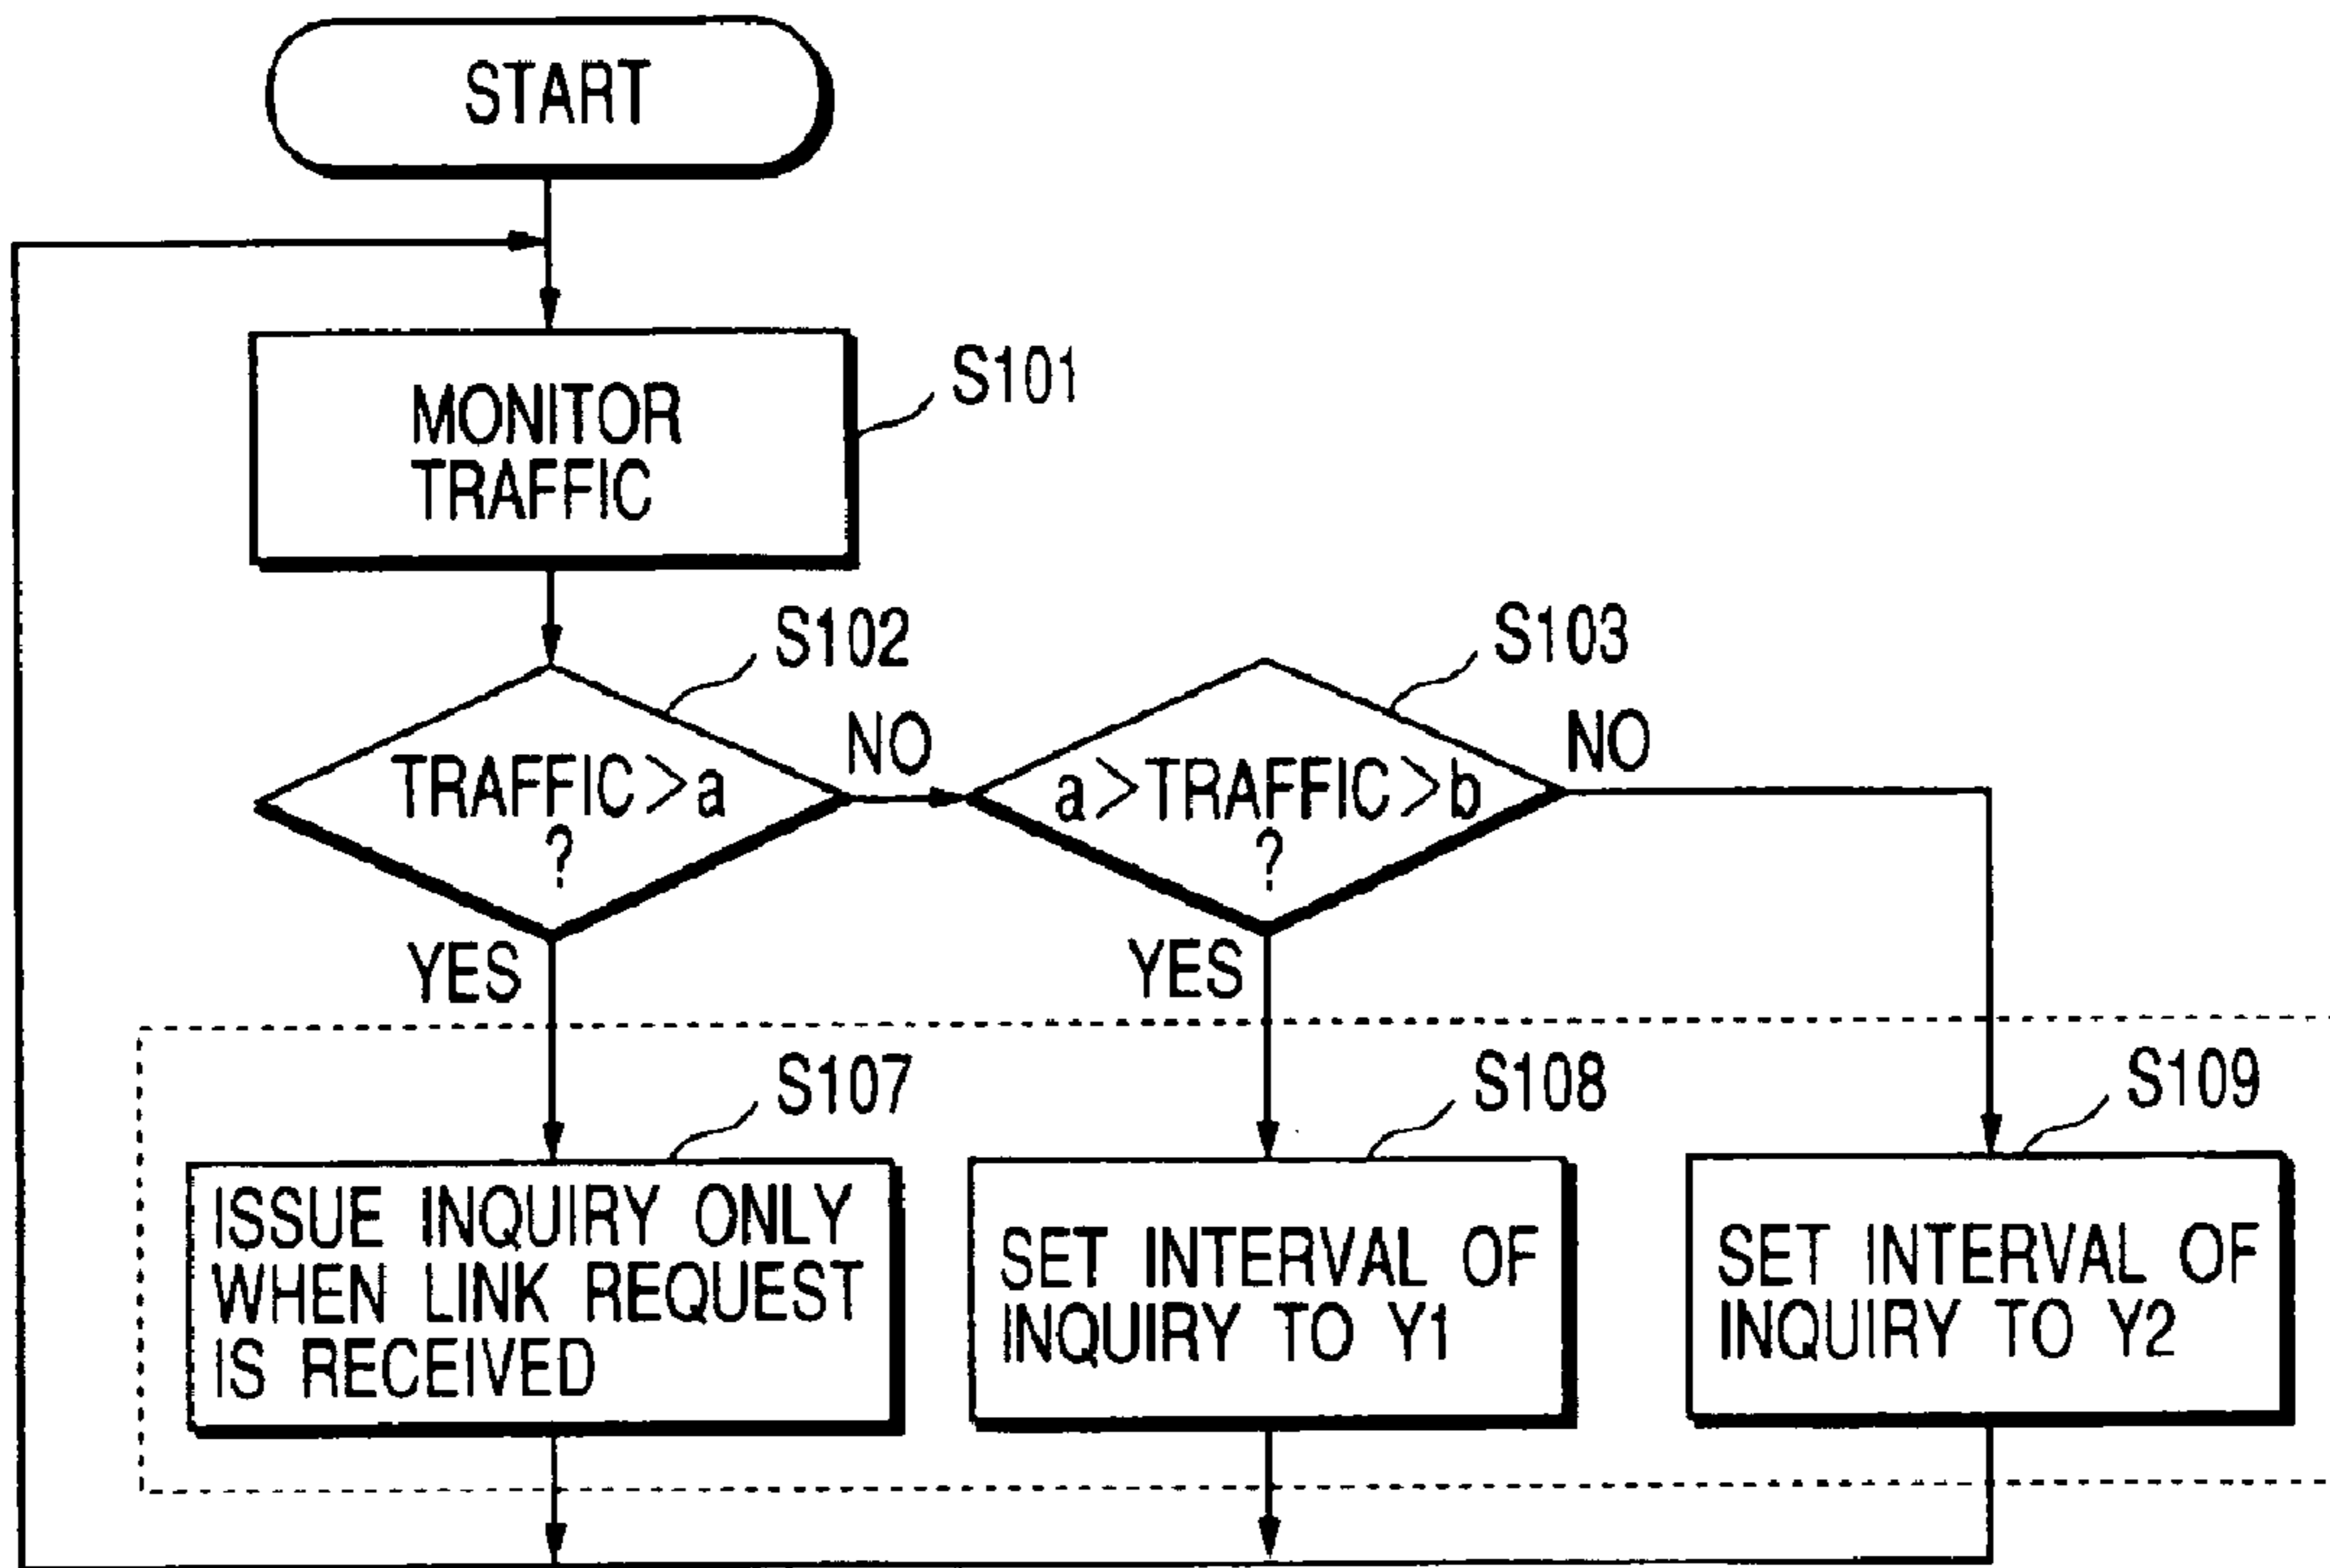 START
MONITOR
TRAFFIC
S101
S102
TRAFFIC>a
?
NO
YES
S103
a>TRAFFIC>b
?
NO
YES
S107
ISSUE INQUIRY ONLY
WHEN LINK REQUEST
IS RECEIVED
S108
SET INTERVAL OF
INQUIRY TO Y1
S109
SET INTERVAL OF
INQUIRY TO Y2